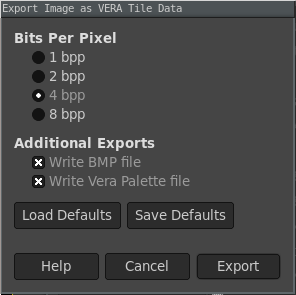 Export Image as VERA Tile Data
Bits Per Pixel
1 bpp
2 bpp
4 bpp
8 bpp
Additional Exports
Write BMP file
Write Vera Palette file
Load Defaults Save Defaults
Help Cancel Export